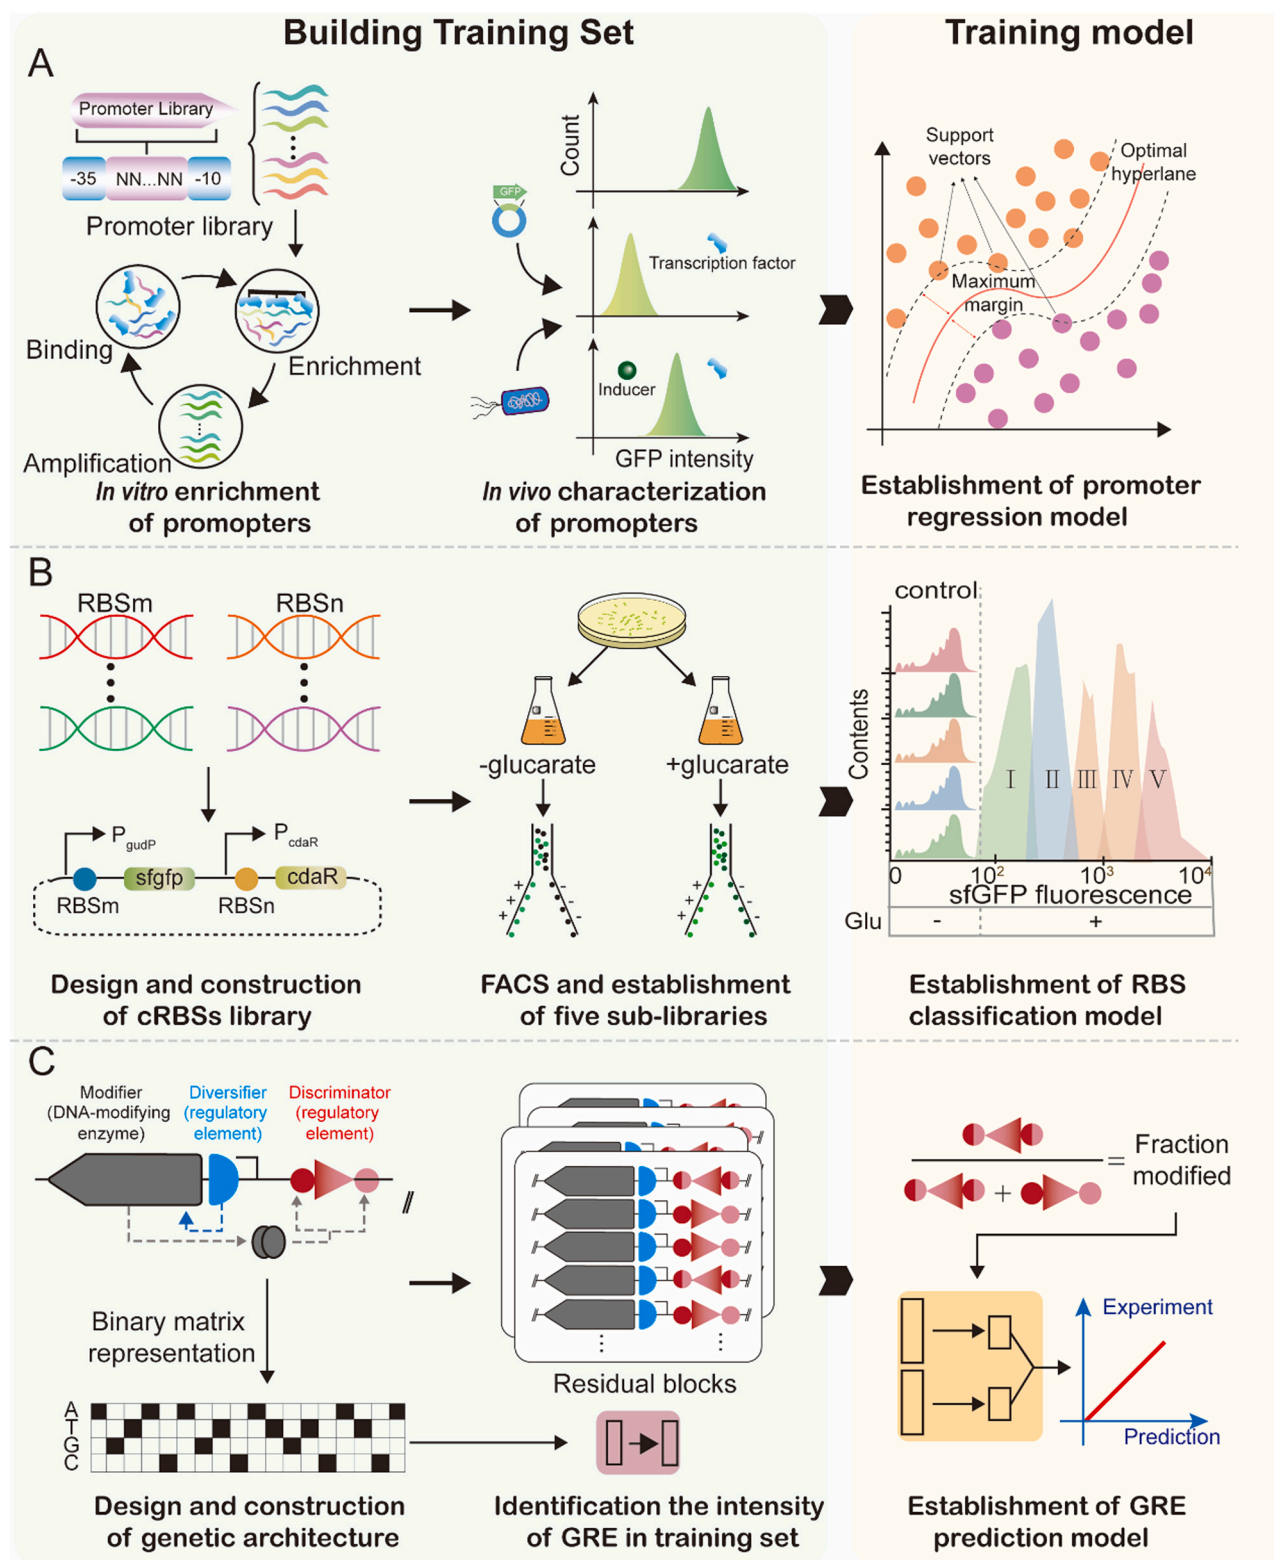 Building Training Set
Training model
A
Promoter Library
-35
NN...NN
-10
Promoter library
Binding
Enrichment
Amplification
In vitro enrichment
of promopters
Count
GFP
Transcription factor
Inducer
GFP intensity
In vivo characterization
of promopters
Support
vectors
Optimal
hyperlane
Maximum
margin
Establishment of promoter
regression model
B
RBSm
RBSn
PgudP
PcdaR
sfgfp
cdaR
RBSm
RBSn
Design and construction
of cRBSs library
-glucarate
+glucarate
+
+
+
-
-
-
+
+
+
-
-
-
FACS and establishment
of five sub-libraries
control
Contents
I
II
III
IV
V
0
10²
10³
10⁴
sfGFP fluorescence
Glu
-
+
Establishment of RBS
classification model
C
Modifier
(DNA-modifying
enzyme)
Diversifier
(regulatory
element)
Discriminator
(regulatory
element)
//
Binary matrix
representation
A
T
G
C
Design and construction
of genetic architecture
Residual blocks
Identification the intensity
of GRE in training set
+
=
Fraction
modified
Experiment
Prediction
Establishment of GRE
prediction model